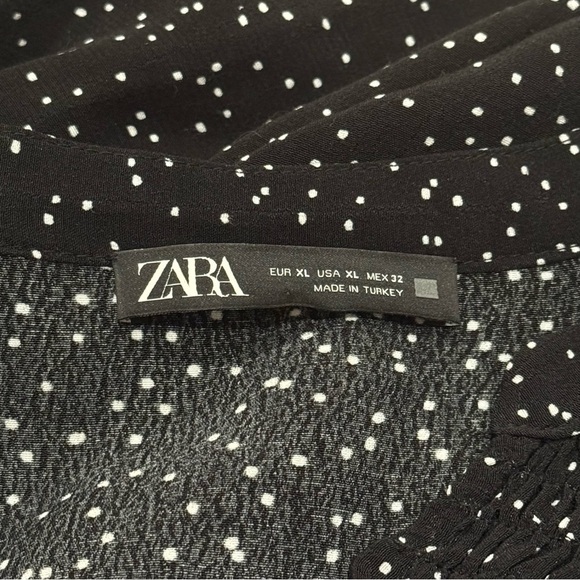 ZARA
EUR XL USA XL MEX 32
MADE IN TURKEY